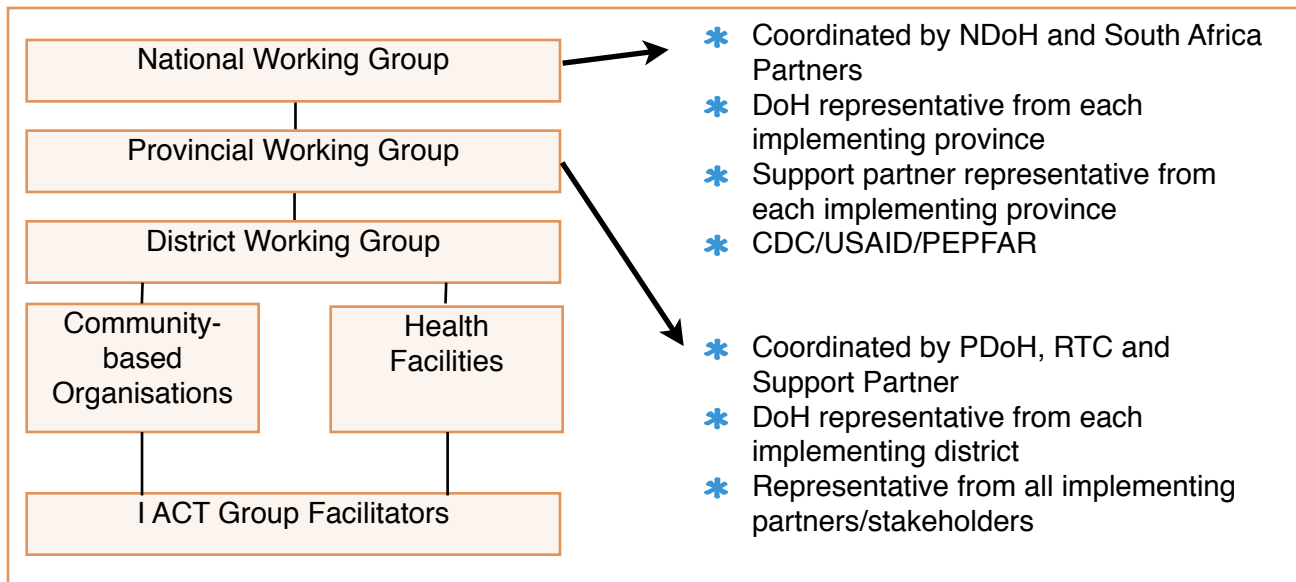 National Working Group
Provincial Working Group
District Working Group
Community-
based
Organisations
Health
Facilities
I ACT Group Facilitators
Coordinated by NDoH and South Africa
Partners
DoH representative from each
implementing province
Support partner representative from
each implementing province
CDC/USAID/PEPFAR
Coordinated by PDoH, RTC and
Support Partner
DoH representative from each
implementing district
Representative from all implementing
partners/stakeholders